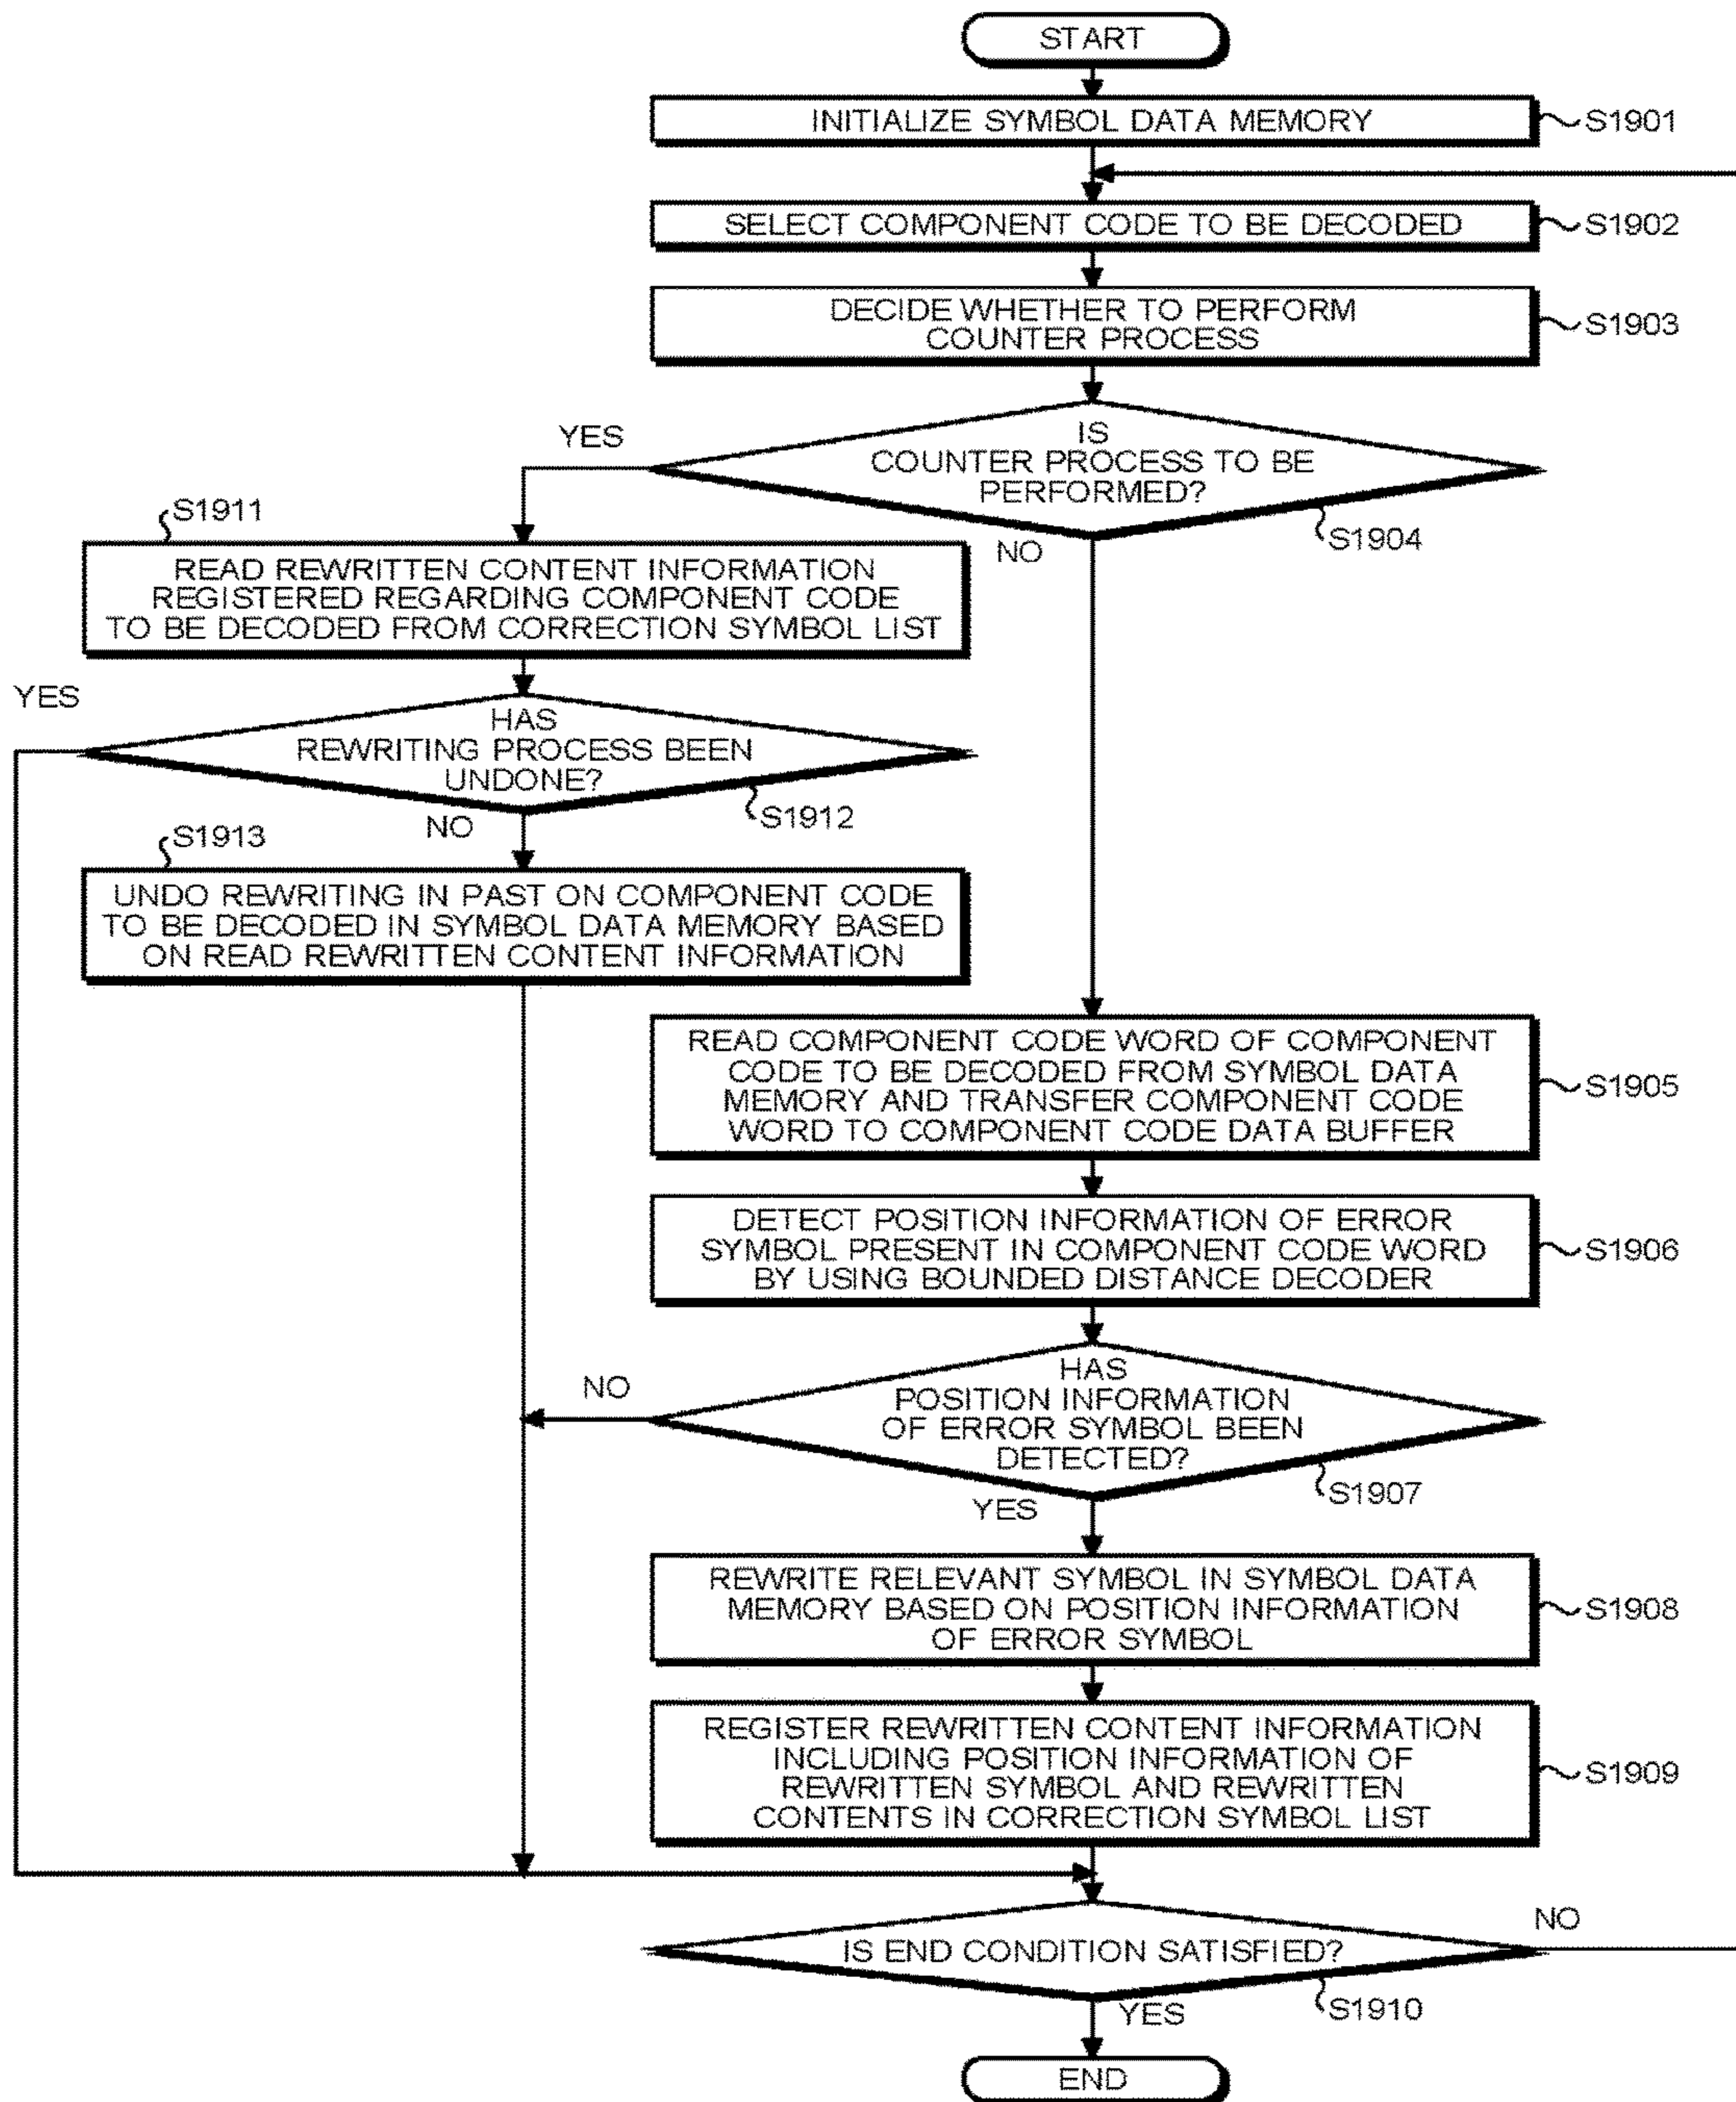 START
INITIALIZE SYMBOL DATA MEMORY
S1901
SELECT COMPONENT CODE TO BE DECODED
S1902
DECIDE WHETHER TO PERFORM
COUNTER PROCESS
S1903
IS
COUNTER PROCESS TO BE
PERFORMED?
S1904
YES
NO
S1911
READ REWRITTEN CONTENT INFORMATION
REGISTERED REGARDING COMPONENT CODE
TO BE DECODED FROM CORRECTION SYMBOL LIST
YES
HAS
REWRITING PROCESS BEEN
UNDONE?
S1912
NO
S1913
UNDO REWRITING IN PAST ON COMPONENT CODE
TO BE DECODED IN SYMBOL DATA MEMORY BASED
ON READ REWRITTEN CONTENT INFORMATION
READ COMPONENT CODE WORD OF COMPONENT
CODE TO BE DECODED FROM SYMBOL DATA
MEMORY AND TRANSFER COMPONENT CODE
WORD TO COMPONENT CODE DATA BUFFER
S1905
DETECT POSITION INFORMATION OF ERROR
SYMBOL PRESENT IN COMPONENT CODE WORD
BY USING BOUNDED DISTANCE DECODER
S1906
HAS
POSITION INFORMATION
OF ERROR SYMBOL BEEN
DETECTED?
S1907
NO
YES
REWRITE RELEVANT SYMBOL IN SYMBOL DATA
MEMORY BASED ON POSITION INFORMATION
OF ERROR SYMBOL
S1908
REGISTER REWRITTEN CONTENT INFORMATION
INCLUDING POSITION INFORMATION OF
REWRITTEN SYMBOL AND REWRITTEN
CONTENTS IN CORRECTION SYMBOL LIST
S1909
IS END CONDITION SATISFIED?
NO
S1910
YES
END